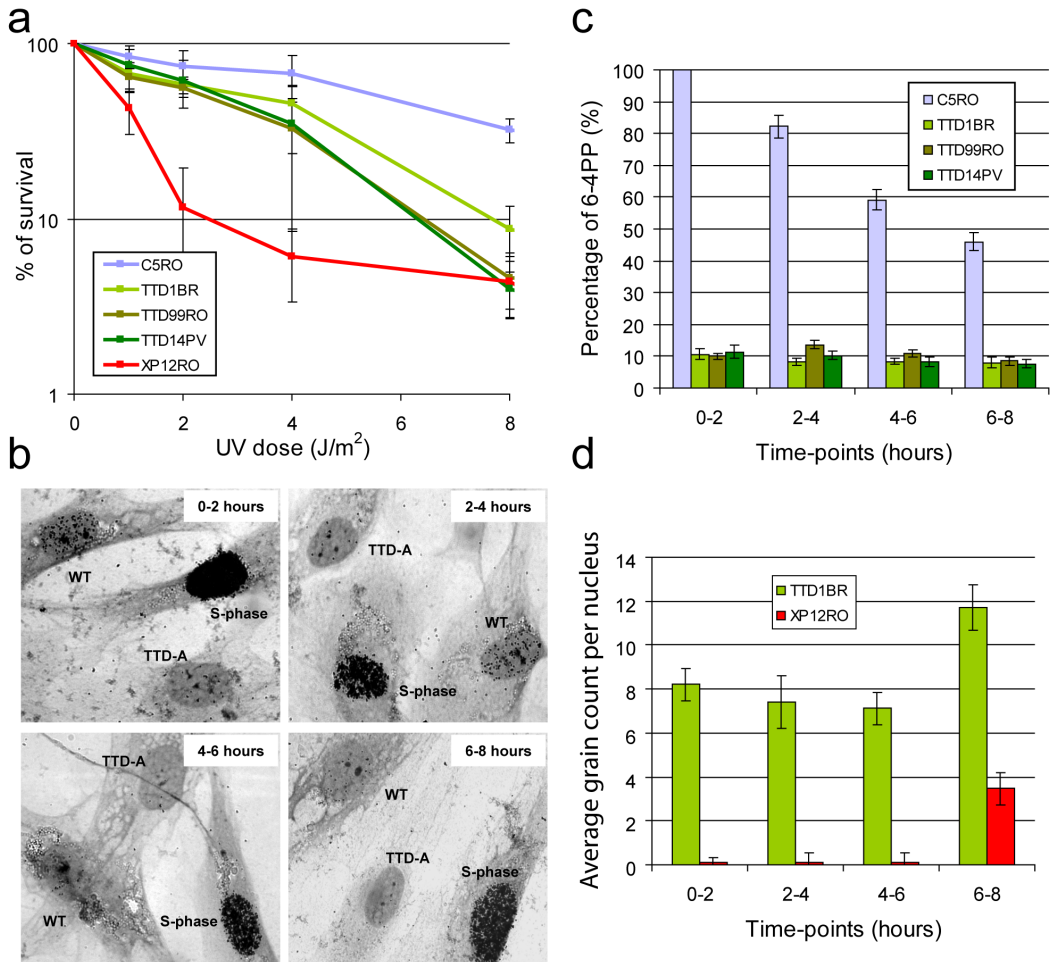 a
100
10
1
% of survival
C5RO
TTD1BR
TTD99RO
TTD14PV
XP12RO
0 2 4 6 8
UV dose (J/m²)
b
0-2 hours
WT
S-phase
TTD-A
2-4 hours
TTD-A
WT
S-phase
4-6 hours
TTD-A
WT
S-phase
6-8 hours
WT
TTD-A
S-phase
c
100
90
80
70
60
50
40
30
20
10
0
Percentage of 6-4PP (%)
C5RO
TTD1BR
TTD99RO
TTD14PV
0-2 2-4 4-6 6-8
Time-points (hours)
d
14
12
10
8
6
4
2
0
Average grain count per nucleus
TTD1BR
XP12RO
0-2 2-4 4-6 6-8
Time-points (hours)